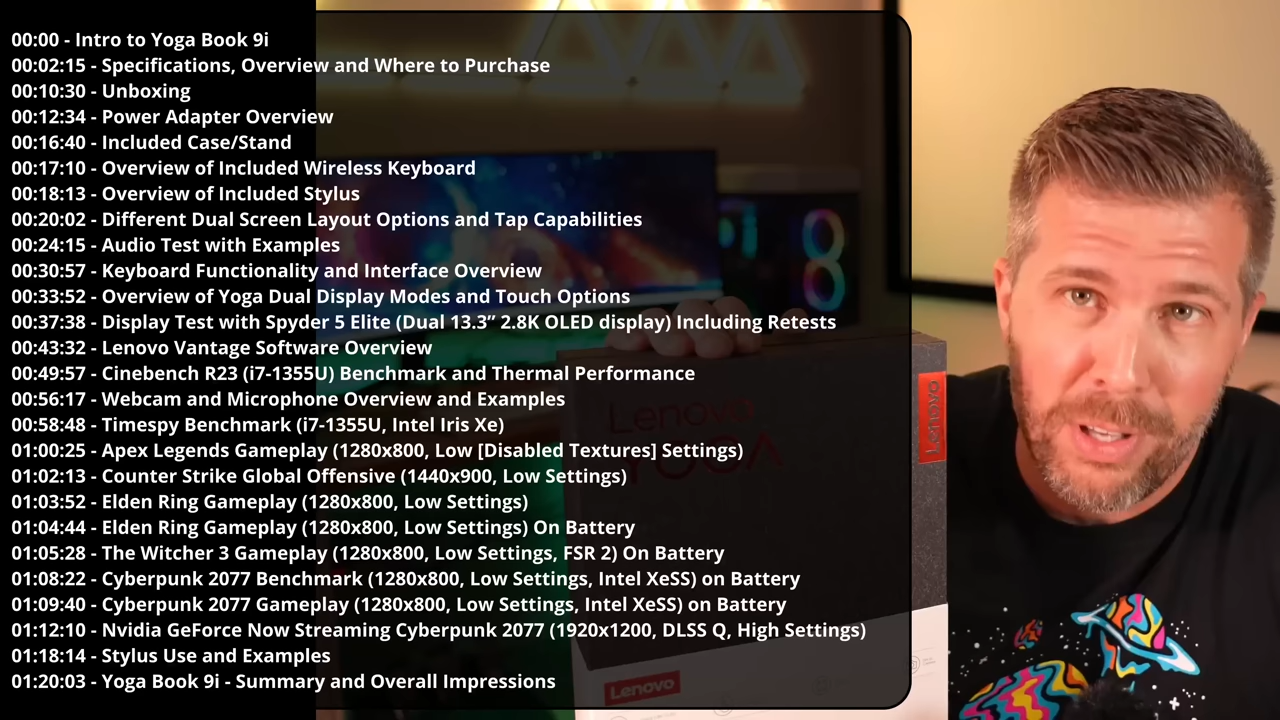 00:00 - Intro to Yoga Book 9i
00:02:15 - Specifications, Overview and Where to Purchase
00:10:30 - Unboxing
00:12:34 - Power Adapter Overview
00:16:40 - Included Case/Stand
00:17:10 - Overview of Included Wireless Keyboard
00:18:13 - Overview of Included Stylus
00:20:02 - Different Dual Screen Layout Options and Tap Capabilities
00:24:15 - Audio Test with Examples
00:30:57 - Keyboard Functionality and Interface Overview
00:33:52 - Overview of Yoga Dual Display Modes and Touch Options
00:37:38 - Display Test with Spyder 5 Elite (Dual 13.3” 2.8K OLED display) Including Retests
00:43:32 - Lenovo Vantage Software Overview
00:49:57 - Cinebench R23 (i7-1355U) Benchmark and Thermal Performance
00:56:17 - Webcam and Microphone Overview and Examples
00:58:48 - Timespy Benchmark (i7-1355U, Intel Iris Xe)
01:00:25 - Apex Legends Gameplay (1280x800, Low [Disabled Textures] Settings)
01:02:13 - Counter Strike Global Offensive (1440x900, Low Settings)
01:03:52 - Elden Ring Gameplay (1280x800, Low Settings)
01:04:44 - Elden Ring Gameplay (1280x800, Low Settings) On Battery
01:05:28 - The Witcher 3 Gameplay (1280x800, Low Settings, FSR 2) On Battery
01:08:22 - Cyberpunk 2077 Benchmark (1280x800, Low Settings, Intel XeSS) on Battery
01:09:40 - Cyberpunk 2077 Gameplay (1280x800, Low Settings, Intel XeSS) on Battery
01:12:10 - Nvidia GeForce Now Streaming Cyberpunk 2077 (1920x1200, DLSS Q, High Settings)
01:18:14 - Stylus Use and Examples
01:20:03 - Yoga Book 9i - Summary and Overall Impressions
Lenovo
YOGA
Lenovo
Lenovo